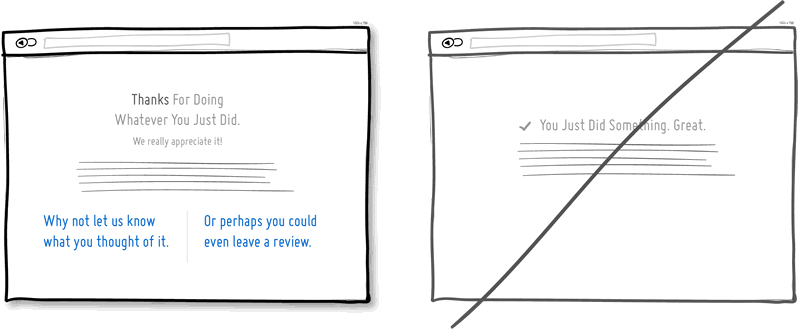 Thanks For Doing
Whatever You Just Did.
We really appreciate it!
Why not let us know
what you thought of it.
Or perhaps you could
even leave a review.
You Just Did Something. Great.